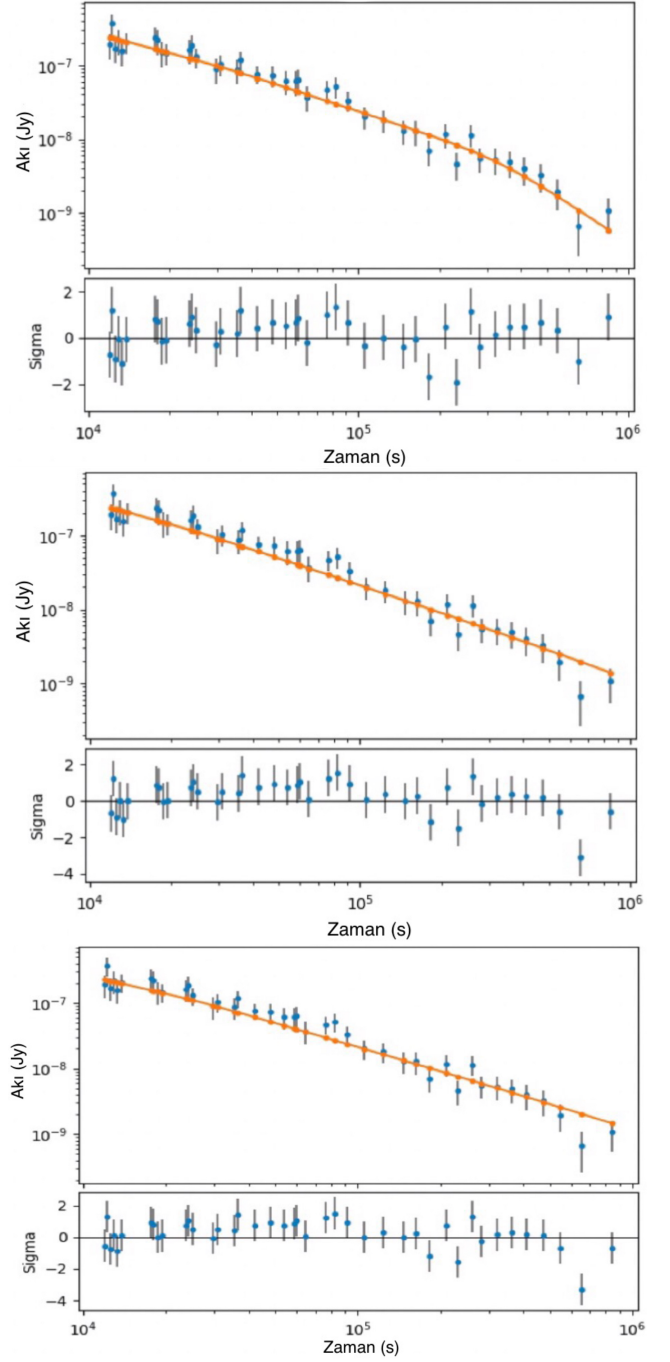 Akı (Jy)
10⁻⁷
10⁻⁸
10⁻⁹
Sigma
2
0
−2
10⁴ 10⁵ 10⁶
Zaman (s)
Akı (Jy)
10⁻⁷
10⁻⁸
10⁻⁹
Sigma
2
0
−2
−4
10⁴ 10⁵ 10⁶
Zaman (s)
Akı (Jy)
10⁻⁷
10⁻⁸
10⁻⁹
Sigma
2
0
−2
−4
10⁴ 10⁵ 10⁶
Zaman (s)